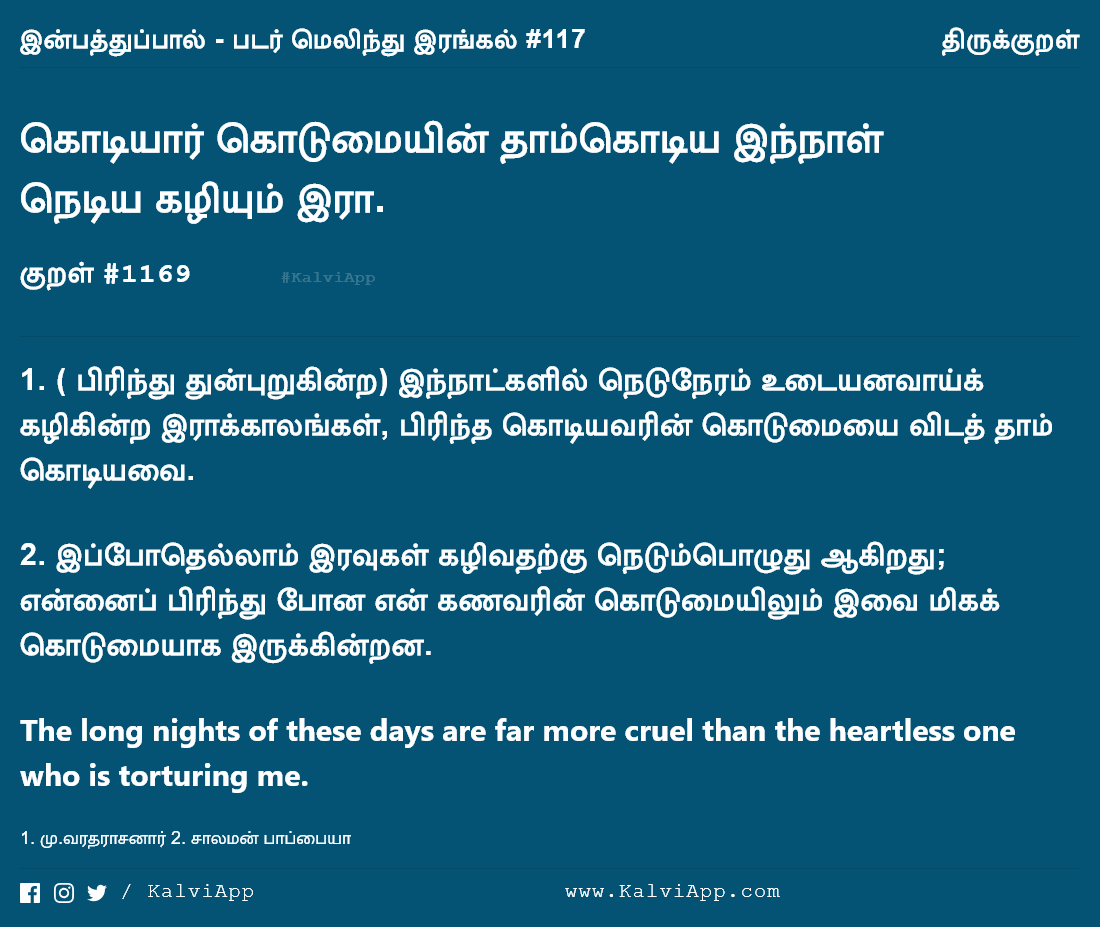 இன்பத்துப்பால் - படர் மெலிந்து இரங்கல் #117 திருக்குறள்
கொடியார் கொடுமையின் தாம்கொடிய இந்நாள்
நெடிய கழியும் இரா.
குறள் #1169 #KalviApp
1. ( பிரிந்து துன்புறுகின்ற) இந்நாட்களில் நெடுநேரம் உடையனவாய்க்
கழிகின்ற இராக்காலங்கள், பிரிந்த கொடியவரின் கொடுமையை விடத் தாம்
கொடியவை.
2. இப்போதெல்லாம் இரவுகள் கழிவதற்கு நெடும்பொழுது ஆகிறது;
என்னைப் பிரிந்து போன என் கணவரின் கொடுமையிலும் இவை மிகக்
கொடுமையாக இருக்கின்றன.
The long nights of these days are far more cruel than the heartless one
who is torturing me.
1. மு.வரதராசனார் 2. சாலமன் பாப்பையா
/ KalviApp www.KalviApp.com